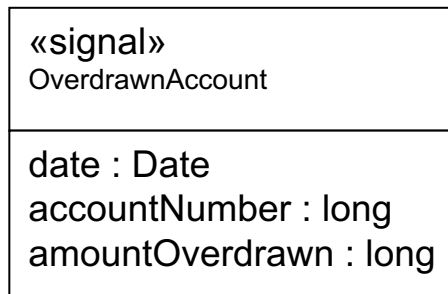 «signal»
OverdrawnAccount
date : Date
accountNumber : long
amountOverdrawn : long